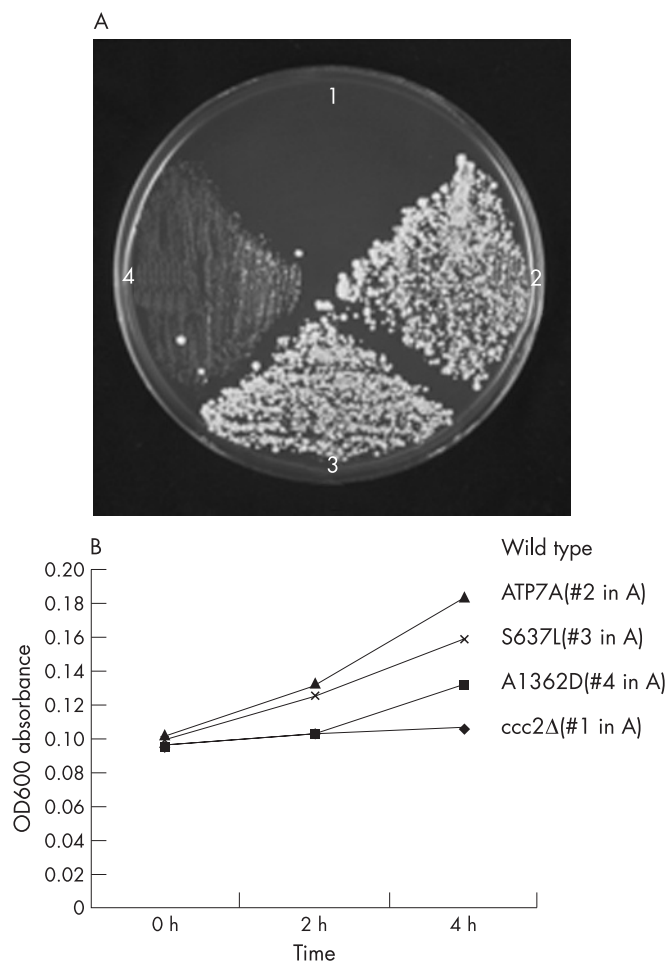 A
1
2
3
4
B
Wild type
ATP7A(#2 in A)
S637L(#3 in A)
A1362D(#4 in A)
ccc2Δ(#1 in A)
OD600 absorbance
0.20
0.18
0.16
0.14
0.12
0.10
0.08
0.06
0.04
0.02
0
0 h
2 h
4 h
Time